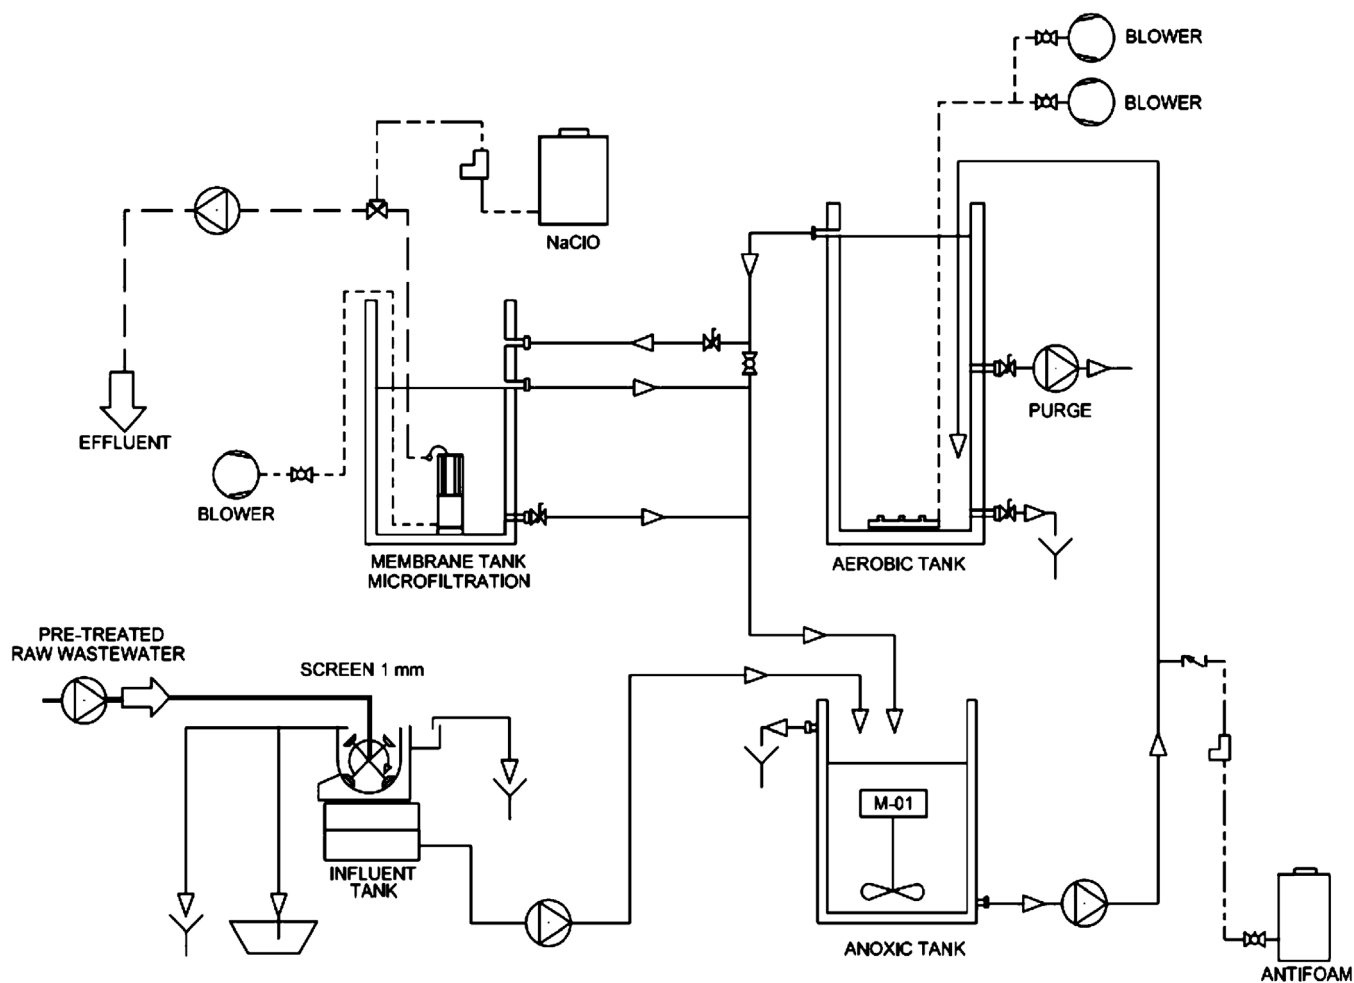 BLOWER
BLOWER
NaClO
EFFLUENT
PURGE
BLOWER
MEMBRANE TANK
MICROFILTRATION
AEROBIC TANK
PRE-TREATED
RAW WASTEWATER
SCREEN 1 mm
M-01
INFLUENT
TANK
ANOXIC TANK
ANTIFOAM